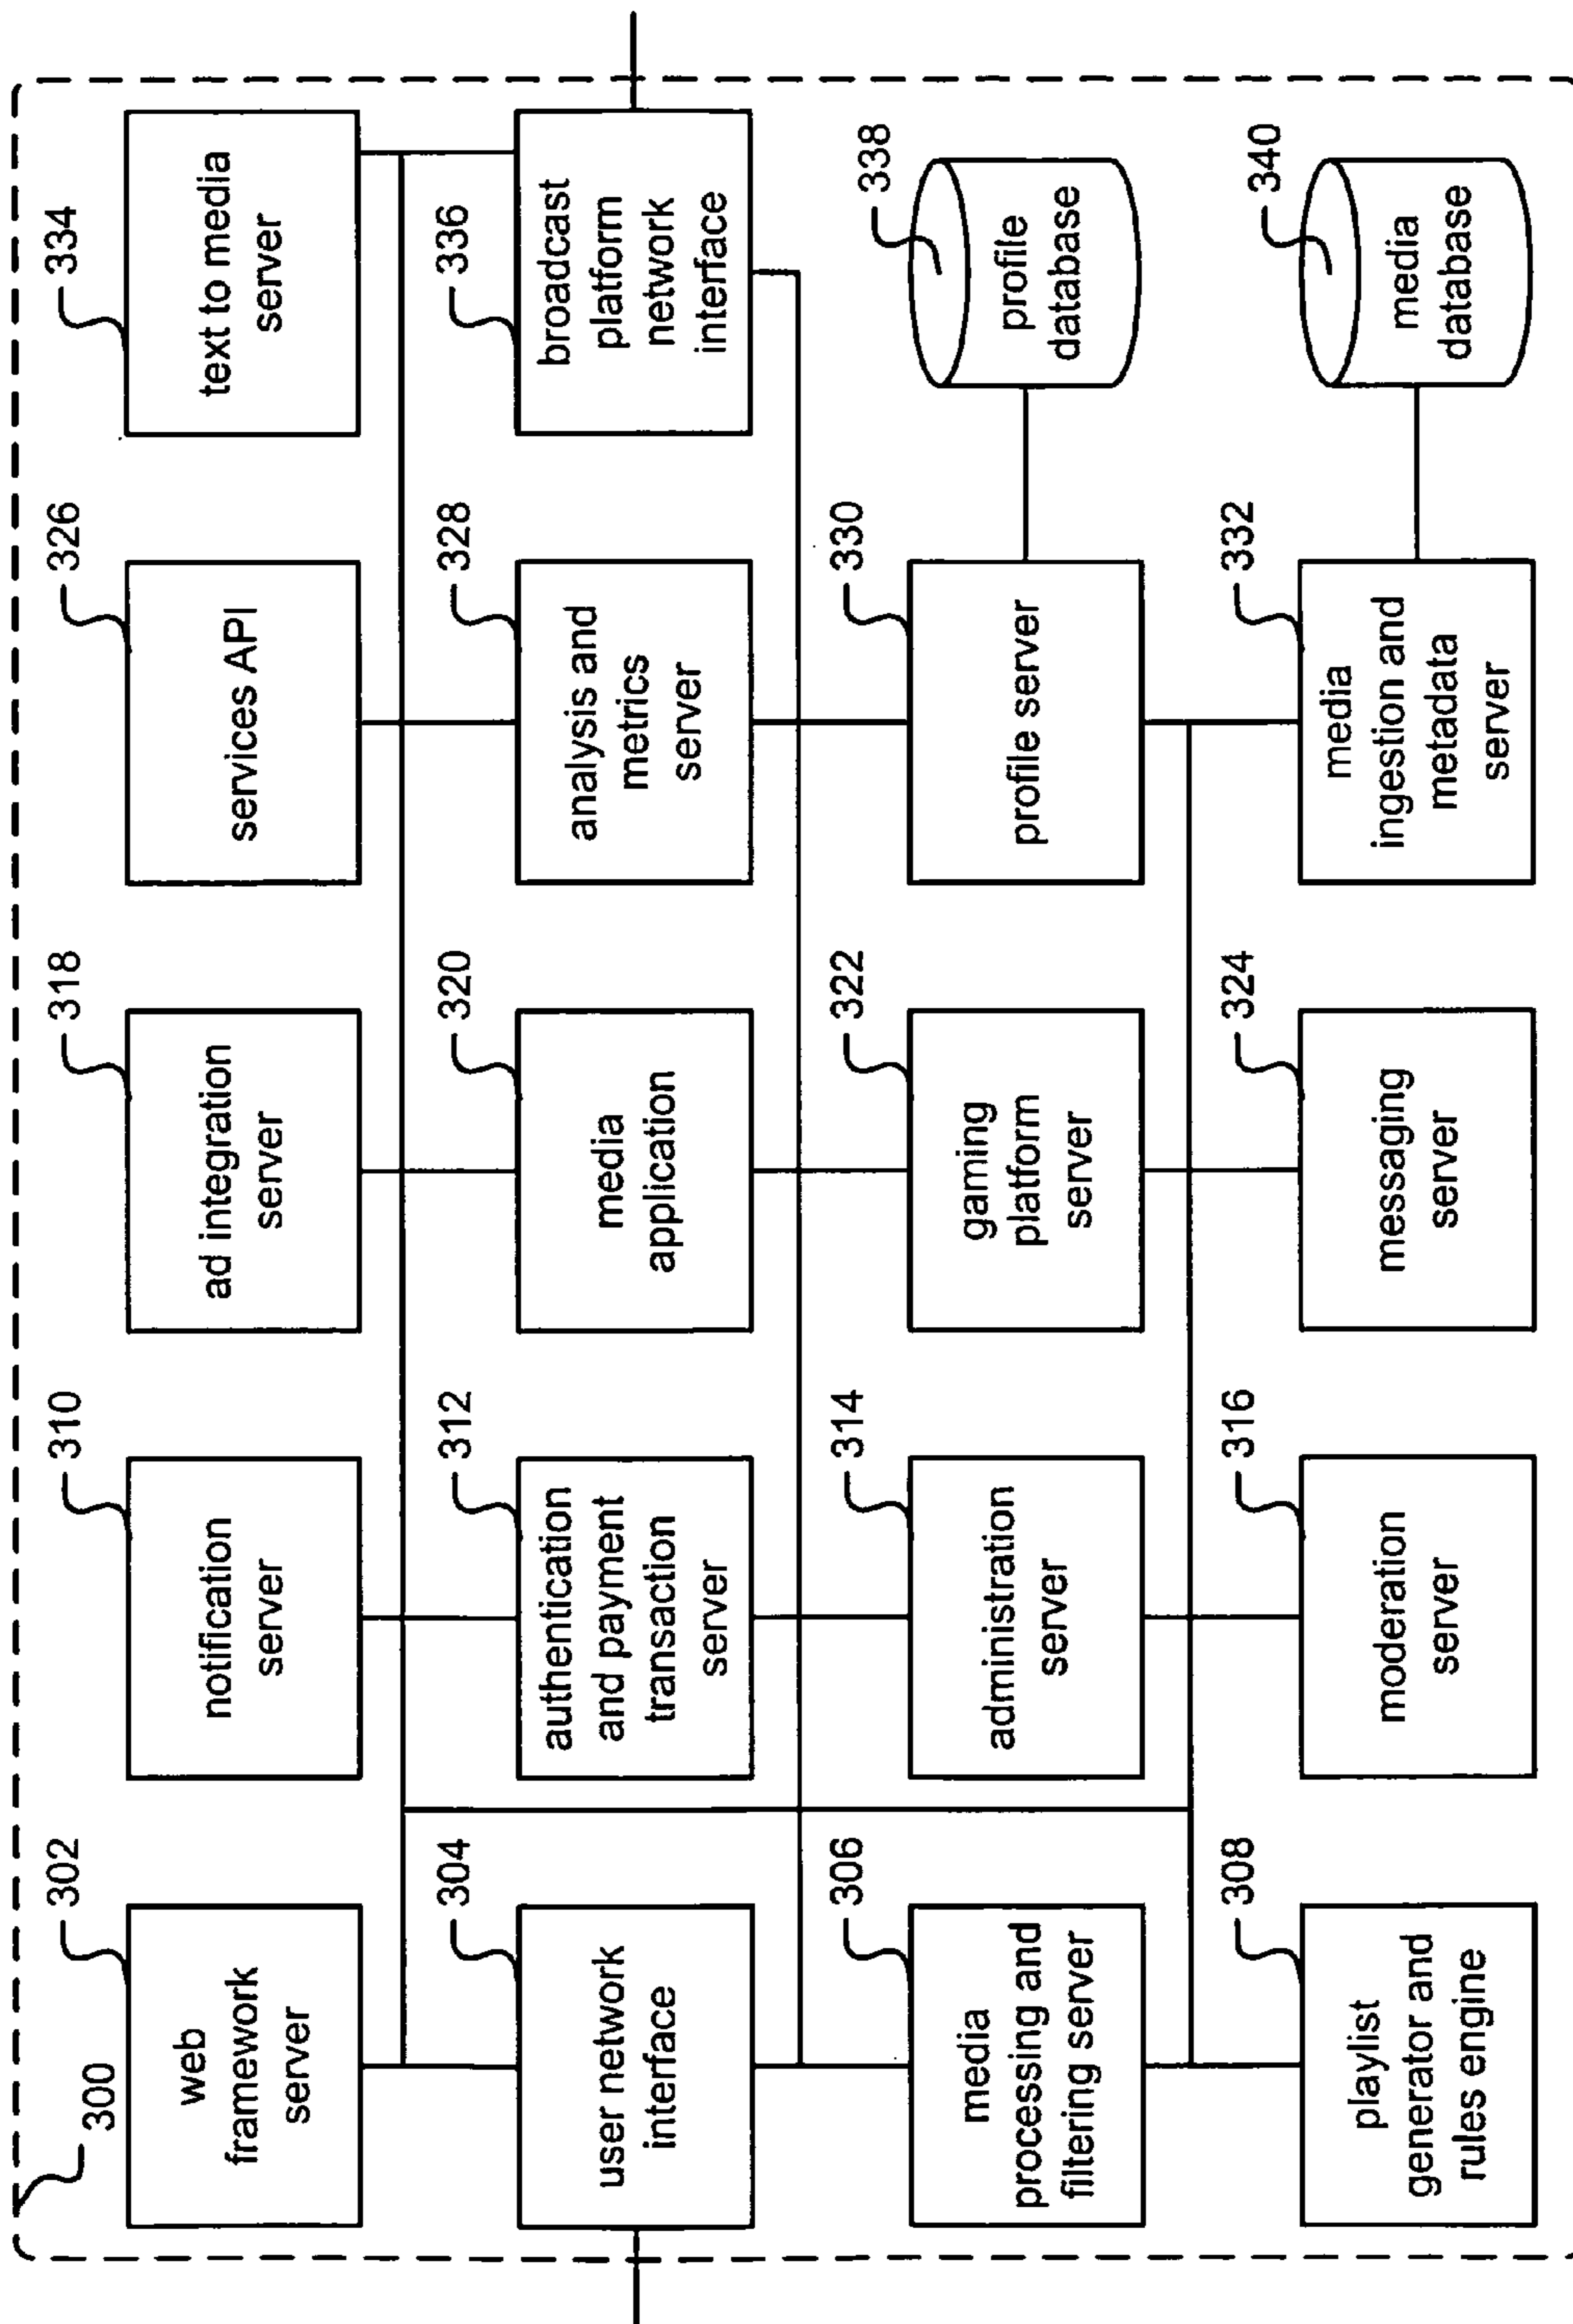 300
302
web
framework
server
310
notification
server
318
ad integration
server
326
services API
334
text to media
server
304
user network
interface
312
authentication
and payment
transaction
server
320
media
application
328
analysis and
metrics
server
336
broadcast
platform
network
interface
306
media
processing and
filtering server
314
administration
server
322
gaming
platform
server
330
profile server
338
profile
database
308
playlist
generator and
rules engine
316
moderation
server
324
messaging
server
332
media
ingestion and
metadata
server
340
media
database